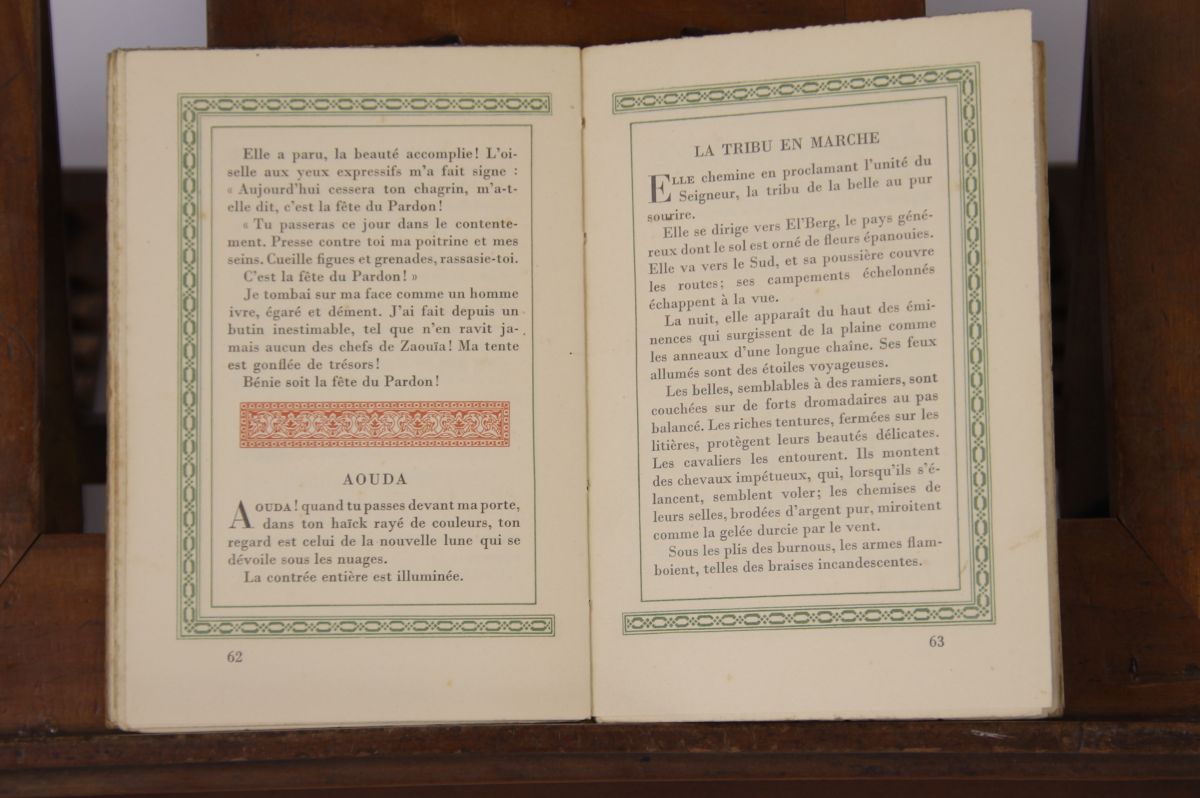 Elle a paru, la beauté accomplie! L'oi-
selle aux yeux expressifs m'a fait signe :
« Aujourd'hui cessera ton chagrin, m'a-t-
elle dit, c'est la fête du Pardon!
« Tu passeras ce jour dans le contente-
ment. Presse contre toi ma poitrine et mes
seins. Cueille figues et grenades, rassasie-toi.
C'est la fête du Pardon! »
Je tombai sur ma face comme un homme
ivre, égaré et dément. J'ai fait depuis un
butin inestimable, tel que n'en ravit ja-
mais aucun des chefs de Zaouïa! Ma tente
est gonflée de trésors!
Bénie soit la fête du Pardon!
AOUDA
AOUDA! quand tu passes devant ma porte,
dans ton haïck rayé de couleurs, ton
regard est celui de la nouvelle lune qui se
dévoile sous les nuages.
La contrée entière est illuminée.
62
LA TRIBU EN MARCHE
ELLE chemine en proclamant l'unité du
Seigneur, la tribu de la belle au pur
sourire.
Elle se dirige vers El'Berg, le pays géné-
reux dont le sol est orné de fleurs épanouies.
Elle va vers le Sud, et sa poussière couvre
les routes; ses campements échelonnés
échappent à la vue.
La nuit, elle apparaît du haut des émi-
nences qui surgissent de la plaine comme
les anneaux d'une longue chaîne. Ses feux
allumés sont des étoiles voyageuses.
Les belles, semblables à des ramiers, sont
couchées sur de forts dromadaires au pas
balancé. Les riches tentures, fermées sur les
litières, protègent leurs beautés délicates.
Les cavaliers les entourent. Ils montent
des chevaux impétueux, qui, lorsqu'ils s'é-
lancent, semblent voler; les chemises de
leurs selles, brodées d'argent pur, miroitent
comme la gelée durcie par le vent.
Sous les plis des burnous, les armes flam-
boient, telles des braises incandescentes.
63